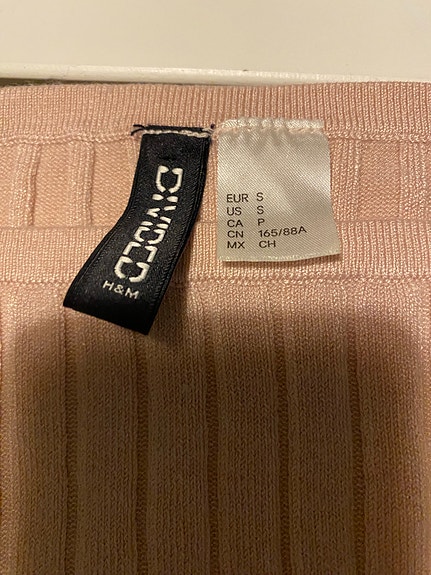 DIVIDED
H&M
EUR S
US S
CA P
CN 165/88A
MX CH